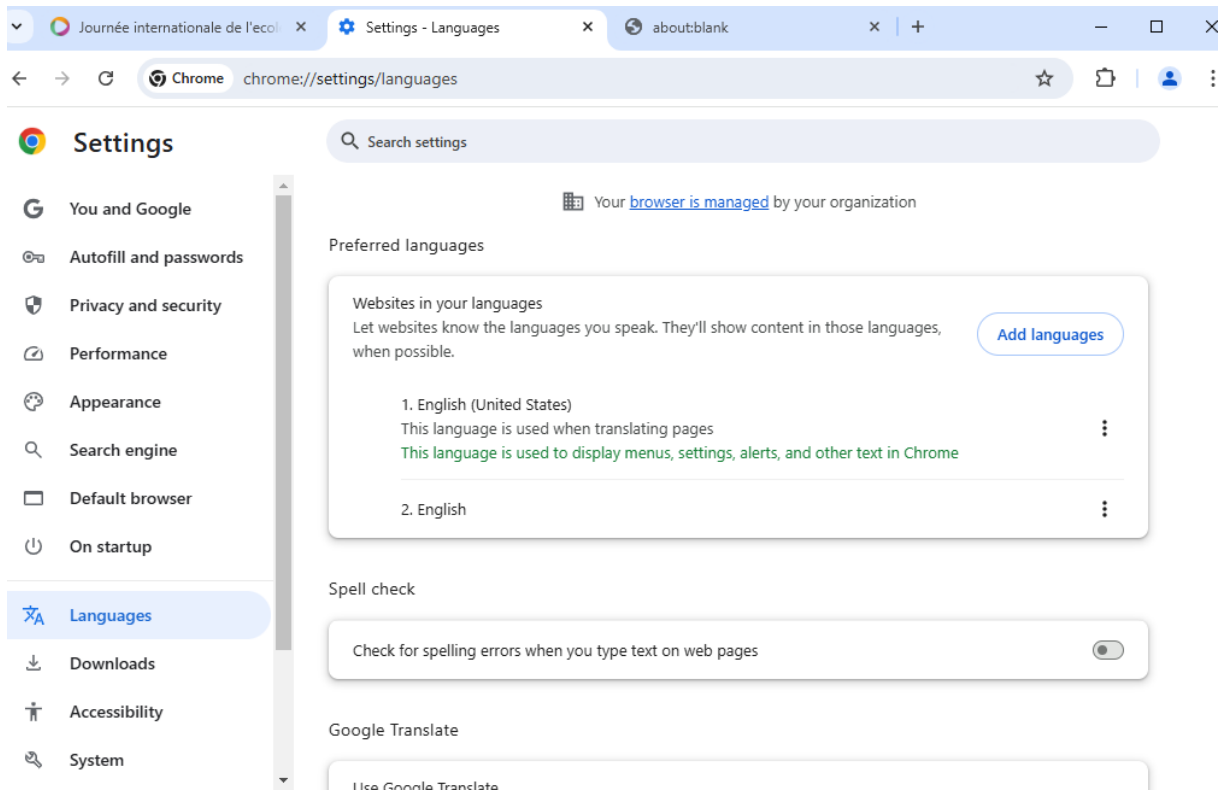 Journée internationale de l'ecol
Settings - Languages
about:blank
Chrome
chrome://settings/languages
Settings
Search settings
You and Google
Autofill and passwords
Privacy and security
Performance
Appearance
Search engine
Default browser
On startup
Languages
Downloads
Accessibility
System
Your browser is managed by your organization
Preferred languages
Websites in your languages
Let websites know the languages you speak. They'll show content in those languages,
when possible.
Add languages
1. English (United States)
This language is used when translating pages
This language is used to display menus, settings, alerts, and other text in Chrome
2. English
Spell check
Check for spelling errors when you type text on web pages
Google Translate
Use Google Translate